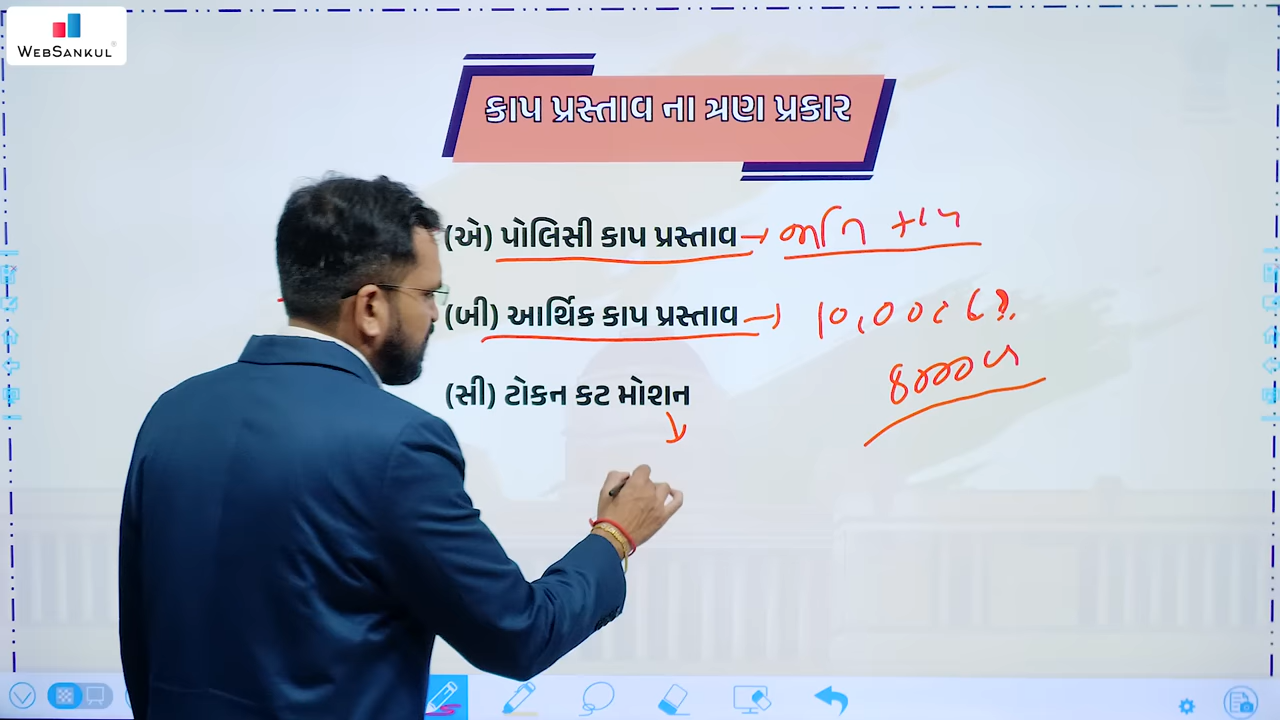 WEBSANKUL
કાપ પ્રસ્તાવ ના ત્રણ પ્રકાર
(એ) પોલિસી કાપ પ્રસ્તાવ →
(બી) આર્થિક કાપ પ્રસ્તાવ →
(સી) ટોકન કટ મોશન